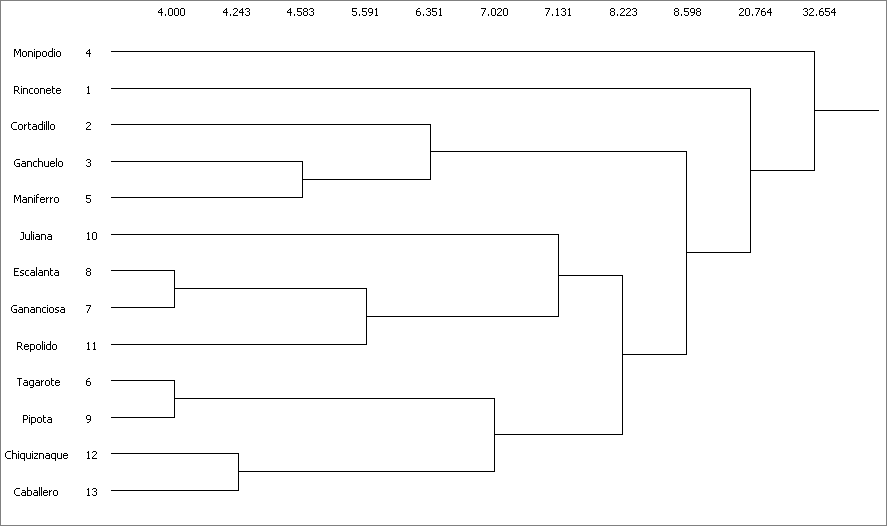 4.000 4.243 4.583 5.591 6.351 7.020 7.131 8.223 8.598 20.764 32.654
Monipodio 4
Rinconete 1
Cortadillo 2
Ganchuelo 3
Maniferro 5
Juliana 10
Escalanta 8
Gananciosa 7
Repolido 11
Tagarote 6
Pipota 9
Chiquiznaque 12
Caballero 13